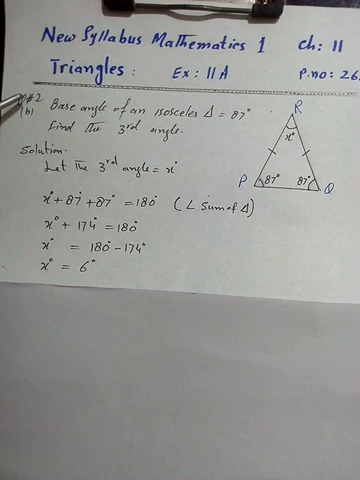 New Syllabus Mathematics 1 Ch: 11
Triangles: Ex: 11A P.no: 26
#2 (b) Base angle of an isosceles Δ = 87°
Find the 3rd angle.
Solution.
Let the 3rd angle = x°
x° + 87° + 87° = 180° (∠ sum of Δ)
x° + 174° = 180°
x° = 180° - 174°
x° = 6°
R
x°
P 87° 87° Q